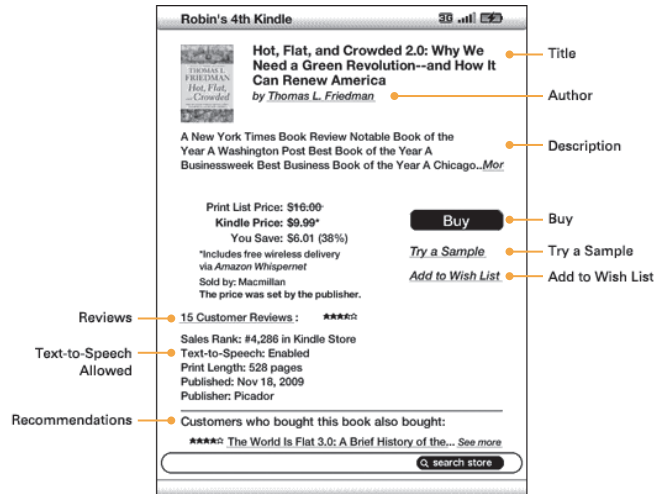 Robin's 4th Kindle 3G
THOMAS L.
FRIEDMAN
Hot, Flat,
and Crowded
Hot, Flat, and Crowded 2.0: Why We
Need a Green Revolution--and How It
Can Renew America
by Thomas L. Friedman
Title
Author
A New York Times Book Review Notable Book of the
Year A Washington Post Best Book of the Year A
Businessweek Best Business Book of the Year A Chicago..Mor
Description
Print List Price: $16.00
Kindle Price: $9.99*
You Save: $6.01 (38%)
*Includes free wireless delivery
via Amazon Whispernet
Sold by: Macmillan
The price was set by the publisher.
Buy
Try a Sample
Add to Wish List
Buy
Try a Sample
Add to Wish List
Reviews
15 Customer Reviews :
Text-to-Speech
Allowed
Sales Rank: #4,286 in Kindle Store
Text-to-Speech: Enabled
Print Length: 528 pages
Published: Nov 18, 2009
Publisher: Picador
Recommendations
Customers who bought this book also bought:
The World Is Flat 3.0: A Brief History of the... See more
search store